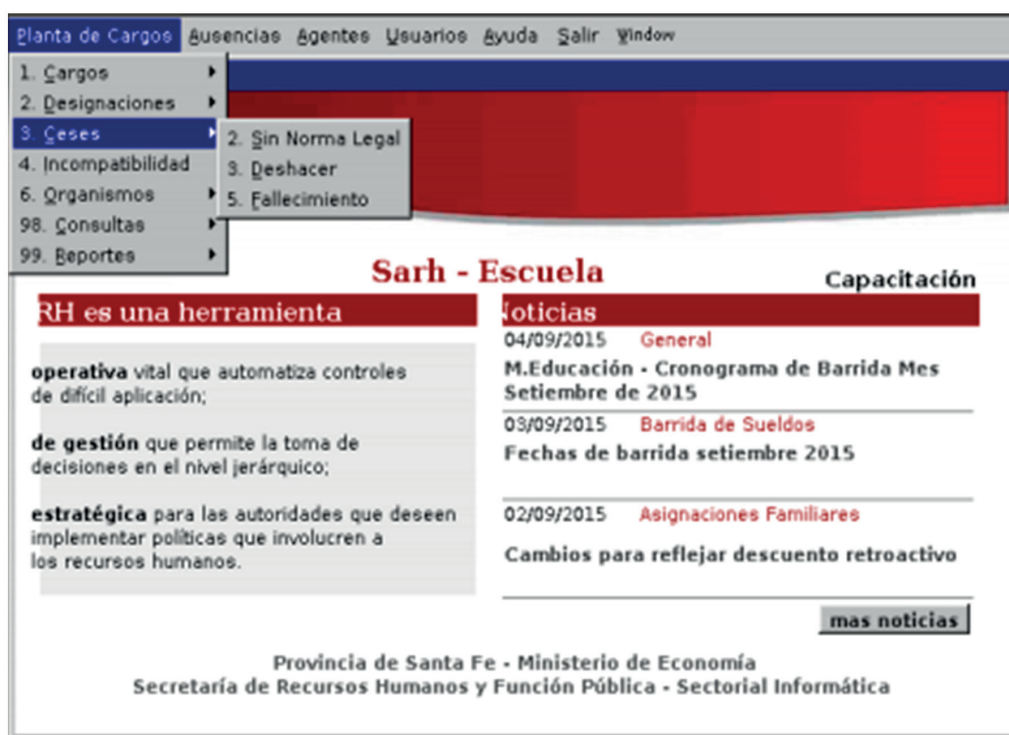 Planta de Cargos Ausencias Agentes Usuarios Ayuda Salir Window
1. Cargos
2. Designaciones
3. Ceses
4. Incompatibilidad
6. Organismos
98. Consultas
99. Reportes
2. Sin Norma Legal
3. Deshacer
5. Fallecimiento
Sarh - Escuela
Capacitación
RH es una herramienta
operativa vital que automatiza controles
de difícil aplicación;
de gestión que permite la toma de
decisiones en el nivel jerárquico;
estratégica para las autoridades que deseen
implementar políticas que involucren a
los recursos humanos.
Noticias
04/09/2015 General
M.Educación - Cronograma de Barrida Mes
Setiembre de 2015
03/09/2015 Barrida de Sueldos
Fechas de barrida setiembre 2015
02/09/2015 Asignaciones Familiares
Cambios para reflejar descuento retroactivo
mas noticias
Provincia de Santa Fe - Ministerio de Economía
Secretaría de Recursos Humanos y Función Pública - Sectorial Informática